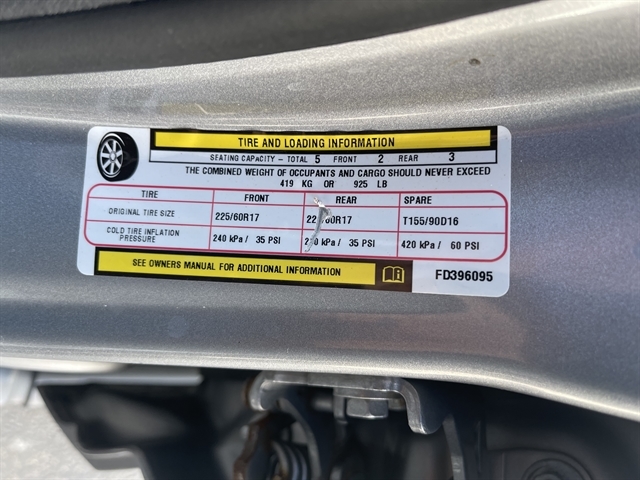 TIRE AND LOADING INFORMATION
SEATING CAPACITY - TOTAL 5 FRONT 2 REAR 3
THE COMBINED WEIGHT OF OCCUPANTS AND CARGO SHOULD NEVER EXCEED
419 KG OR 925 LB
TIRE FRONT REAR SPARE
ORIGINAL TIRE SIZE 225/60R17 T155/90D16
COLD TIRE INFLATION PRESSURE 240 kPa / 35 PSI kPa / 35 PSI 420 kPa / 60 PSI
SEE OWNERS MANUAL FOR ADDITIONAL INFORMATION
FD396095